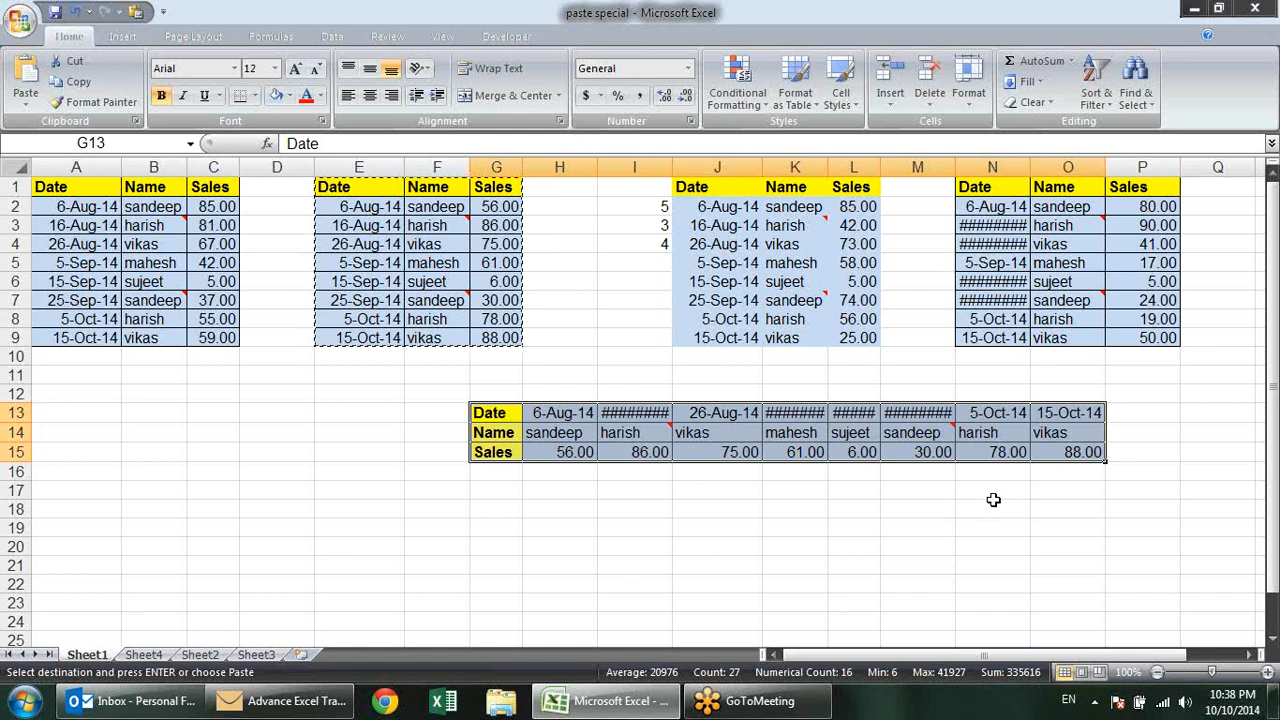 paste special - Microsoft Excel
Home Insert Page Layout Formulas Data Review View Developer
Paste Cut Copy Format Painter Clipboard
Arial 12 Font
Wrap Text Merge & Center Alignment
General Number
Conditional Formatting Format as Table Cell Styles Styles
Insert Delete Format Cells
AutoSum Fill Clear Sort & Filter Find & Select Editing
G13 fx Date
A B C D E F G H I J K L M N O P Q
1 Date Name Sales Date Name Sales Date Name Sales Date Name Sales
2 6-Aug-14 sandeep 85.00 6-Aug-14 sandeep 56.00 5 6-Aug-14 sandeep 85.00 6-Aug-14 sandeep 80.00
3 16-Aug-14 harish 81.00 16-Aug-14 harish 86.00 3 16-Aug-14 harish 42.00 ######## harish 90.00
4 26-Aug-14 vikas 67.00 26-Aug-14 vikas 75.00 4 26-Aug-14 vikas 73.00 ######## vikas 41.00
5 5-Sep-14 mahesh 42.00 5-Sep-14 mahesh 61.00 5-Sep-14 mahesh 58.00 5-Sep-14 mahesh 17.00
6 15-Sep-14 sujeet 5.00 15-Sep-14 sujeet 6.00 15-Sep-14 sujeet 5.00 ######## sujeet 5.00
7 25-Sep-14 sandeep 37.00 25-Sep-14 sandeep 30.00 25-Sep-14 sandeep 74.00 ######## sandeep 24.00
8 5-Oct-14 harish 55.00 5-Oct-14 harish 78.00 5-Oct-14 harish 56.00 5-Oct-14 harish 19.00
9 15-Oct-14 vikas 59.00 15-Oct-14 vikas 88.00 15-Oct-14 vikas 25.00 15-Oct-14 vikas 50.00
10
11
12
13 Date 6-Aug-14 ######## 26-Aug-14 ####### ##### ######## 5-Oct-14 15-Oct-14
14 Name sandeep harish vikas mahesh sujeet sandeep harish vikas
15 Sales 56.00 86.00 75.00 61.00 6.00 30.00 78.00 88.00
16
17
18
19
20
21
22
23
24
25
Sheet1 Sheet4 Sheet2 Sheet3
Select destination and press ENTER or choose Paste Average: 20976 Count: 27 Numerical Count: 16 Min: 6 Max: 41927 Sum: 335616 100%
Inbox - Personal F... Advance Excel Tra... Microsoft Excel - ... GoToMeeting EN 10:38 PM
10/10/2014